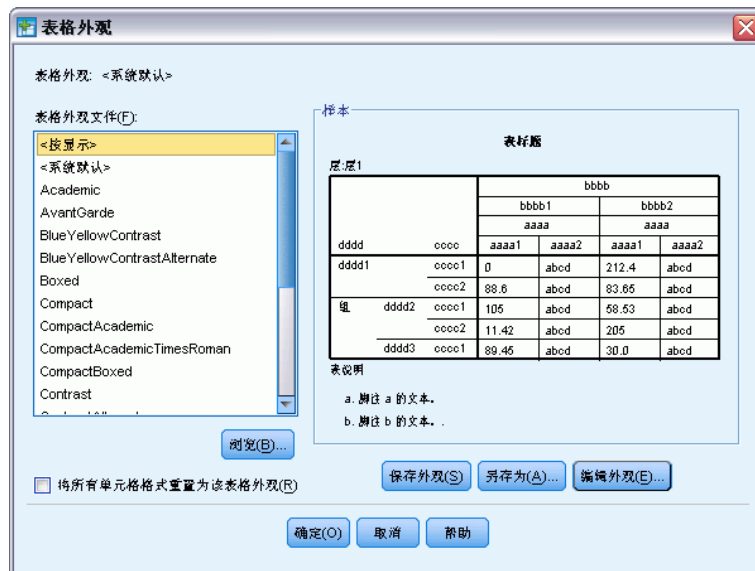 表格外观
表格外观: <系统默认>
表格外观文件(F):
<按显示>
<系统默认>
Academic
AvantGarde
BlueYellowContrast
BlueYellowContrastAlternate
Boxed
Compact
CompactAcademic
CompactAcademicTimesRoman
CompactBoxed
Contrast
浏览(B)...
将所有单元格格式重置为该表格外观(R)
样本
表标题
层:层1
bbbb
bbbb1 bbbb2
aaaa aaaa
dddd cccc aaaa1 aaaa2 aaaa1 aaaa2
dddd1 cccc1 0 abcd 212.4 abcd
cccc2 88.6 abcd 83.65 abcd
组 dddd2 cccc1 105 abcd 58.53 abcd
cccc2 11.42 abcd 205 abcd
dddd3 cccc1 89.45 abcd 30.0 abcd
表说明
a. 脚注 a 的文本。
b. 脚注 b 的文本。.
保存外观(S) 另存为(A)... 编辑外观(E)...
确定(O) 取消 帮助